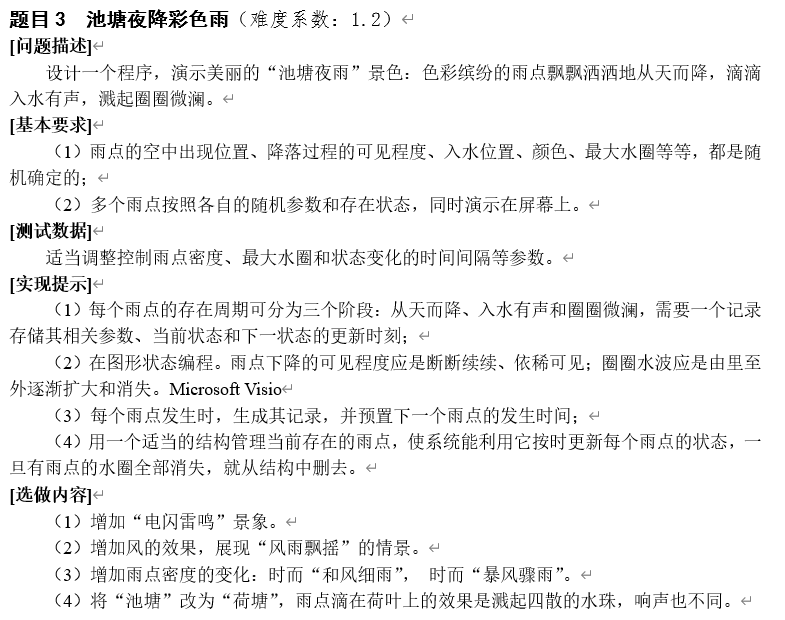 题目 3　池塘夜降彩色雨（难度系数：1.2）
[问题描述]
设计一个程序，演示美丽的“池塘夜雨”景色：色彩缤纷的雨点飘飘洒洒地从天而降，滴滴
入水有声，溅起圈圈微澜。
[基本要求]
（1）雨点的空中出现位置、降落过程的可见程度、入水位置、颜色、最大水圈等等，都是随
机确定的；
（2）多个雨点按照各自的随机参数和存在状态，同时演示在屏幕上。
[测试数据]
适当调整控制雨点密度、最大水圈和状态变化的时间间隔等参数。
[实现提示]
（1）每个雨点的存在周期可分为三个阶段：从天而降、入水有声和圈圈微澜，需要一个记录
存储其相关参数、当前状态和下一状态的更新时刻；
（2）在图形状态编程。雨点下降的可见程度应是断断续续、依稀可见；圈圈水波应是由里至
外逐渐扩大和消失。Microsoft Visio
（3）每个雨点发生时，生成其记录，并预置下一个雨点的发生时间；
（4）用一个适当的结构管理当前存在的雨点，使系统能利用它按时更新每个雨点的状态，一
旦有雨点的水圈全部消失，就从结构中删去。
[选做内容]
（1）增加“电闪雷鸣”景象。
（2）增加风的效果，展现“风雨飘摇”的情景。
（3）增加雨点密度的变化：时而“和风细雨”， 时而“暴风骤雨”。
（4）将“池塘”改为“荷塘”，雨点滴在荷叶上的效果是溅起四散的水珠，响声也不同。